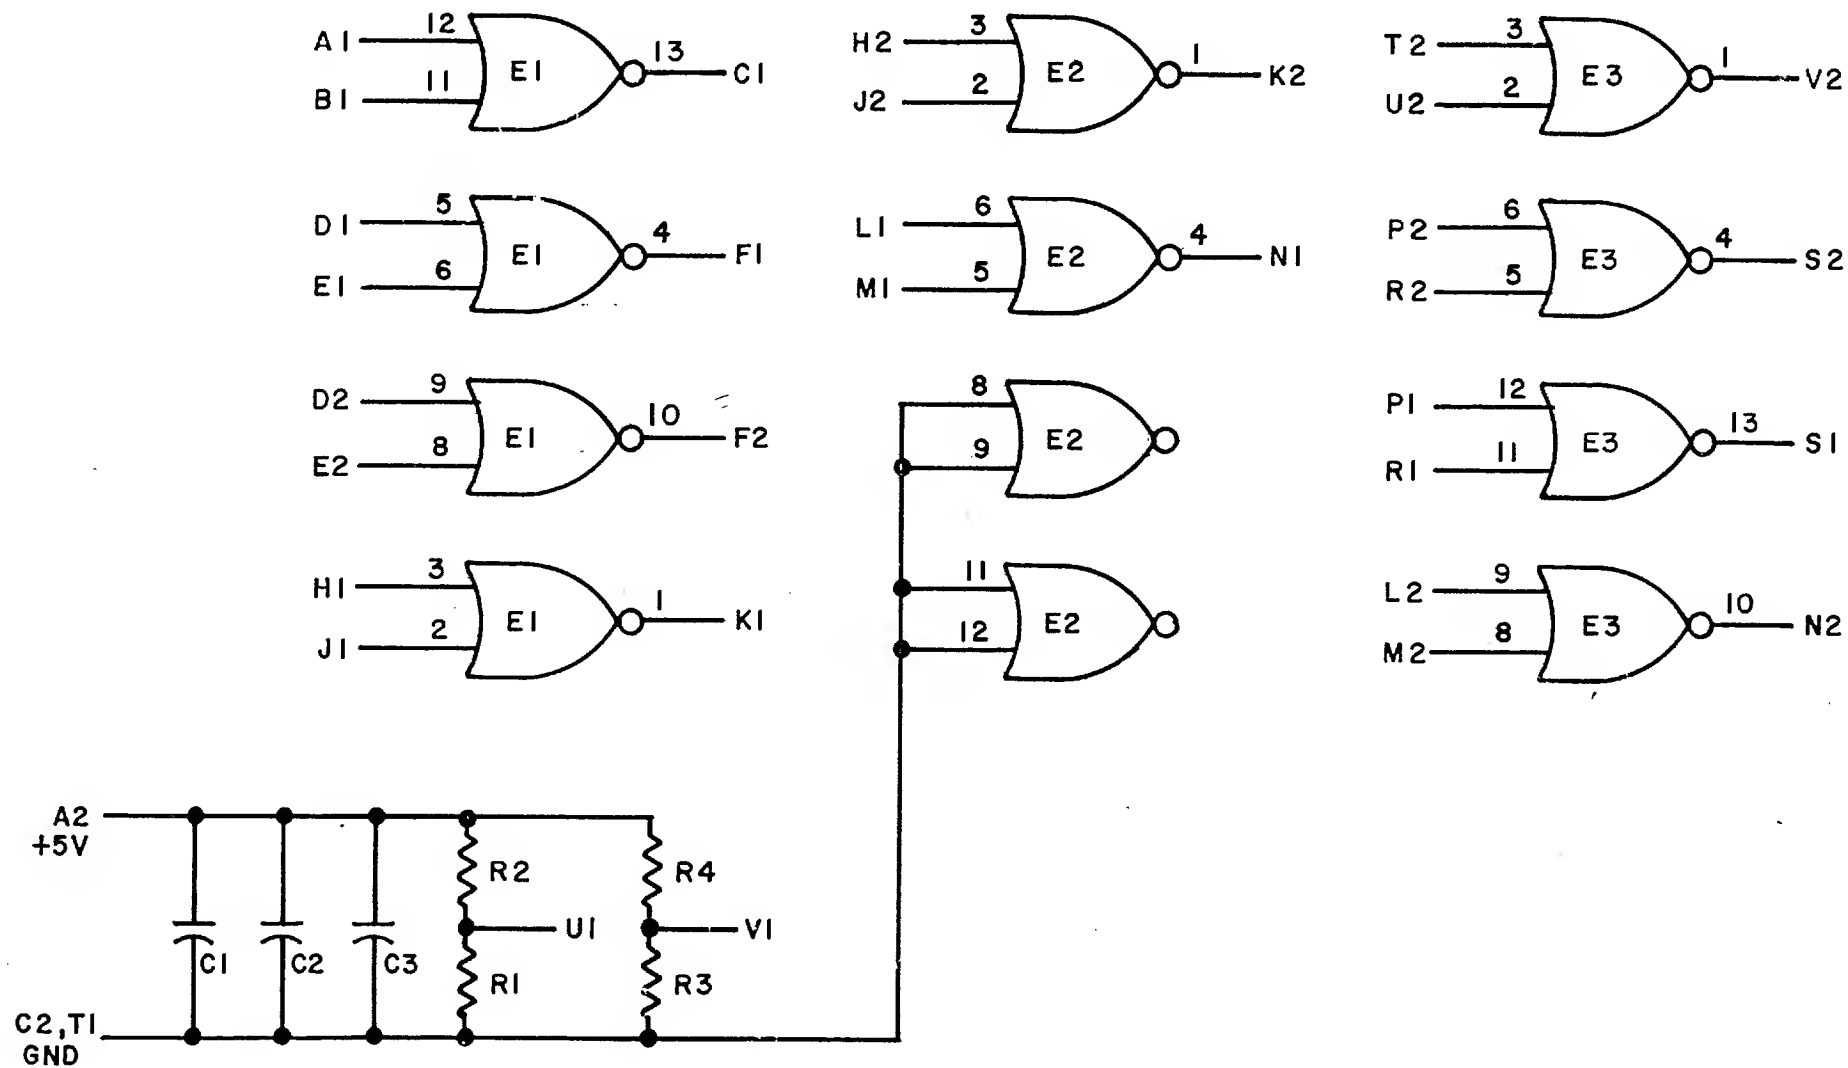 A1 12 E1 13 C1
B1 11
H2 3 E2 1 K2
J2 2
T2 3 E3 1 V2
U2 2
D1 5 E1 4 F1
E1 6
L1 6 E2 4 N1
M1 5
P2 6 E3 4 S2
R2 5
D2 9 E1 10 F2
E2 8
8 E2
9
P1 12 E3 13 S1
R1 11
H1 3 E1 1 K1
J1 2
11 E2
12
L2 9 E3 10 N2
M2 8
A2
+5V
R2 R4
U1 V1
C1 C2 C3 R1 R3
C2,T1
GND